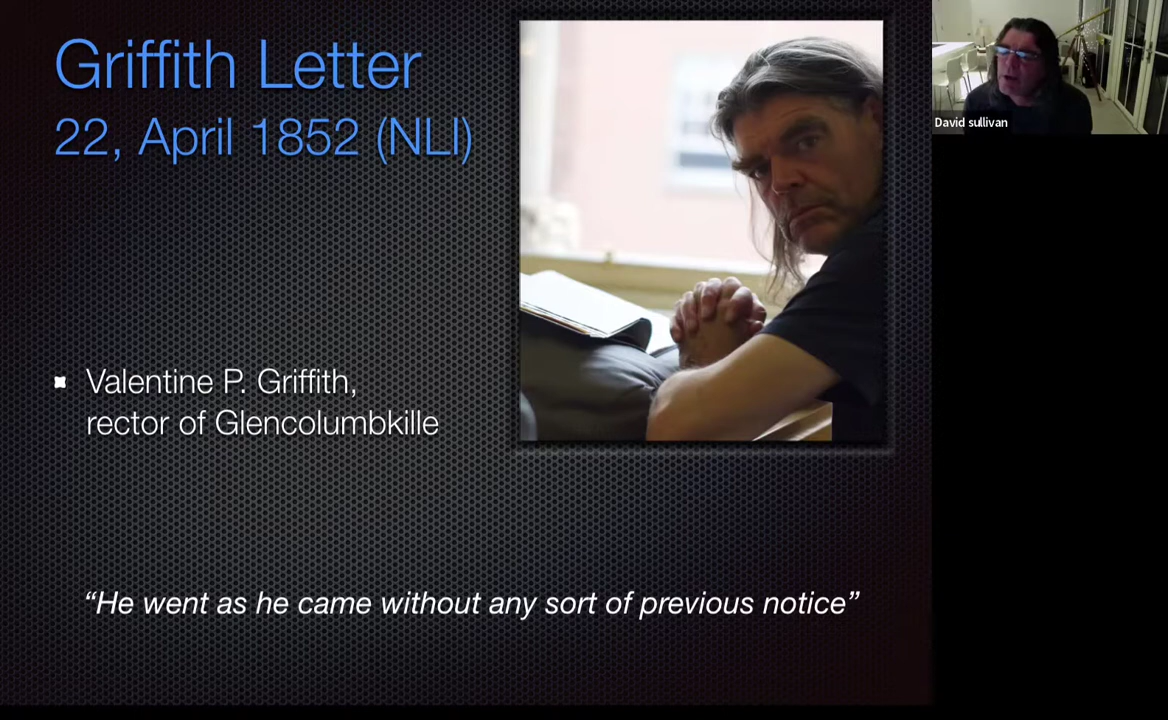 Griffith Letter
22, April 1852 (NLI)
Valentine P. Griffith,
rector of Glencolumbkille
“He went as he came without any sort of previous notice”
David sullivan